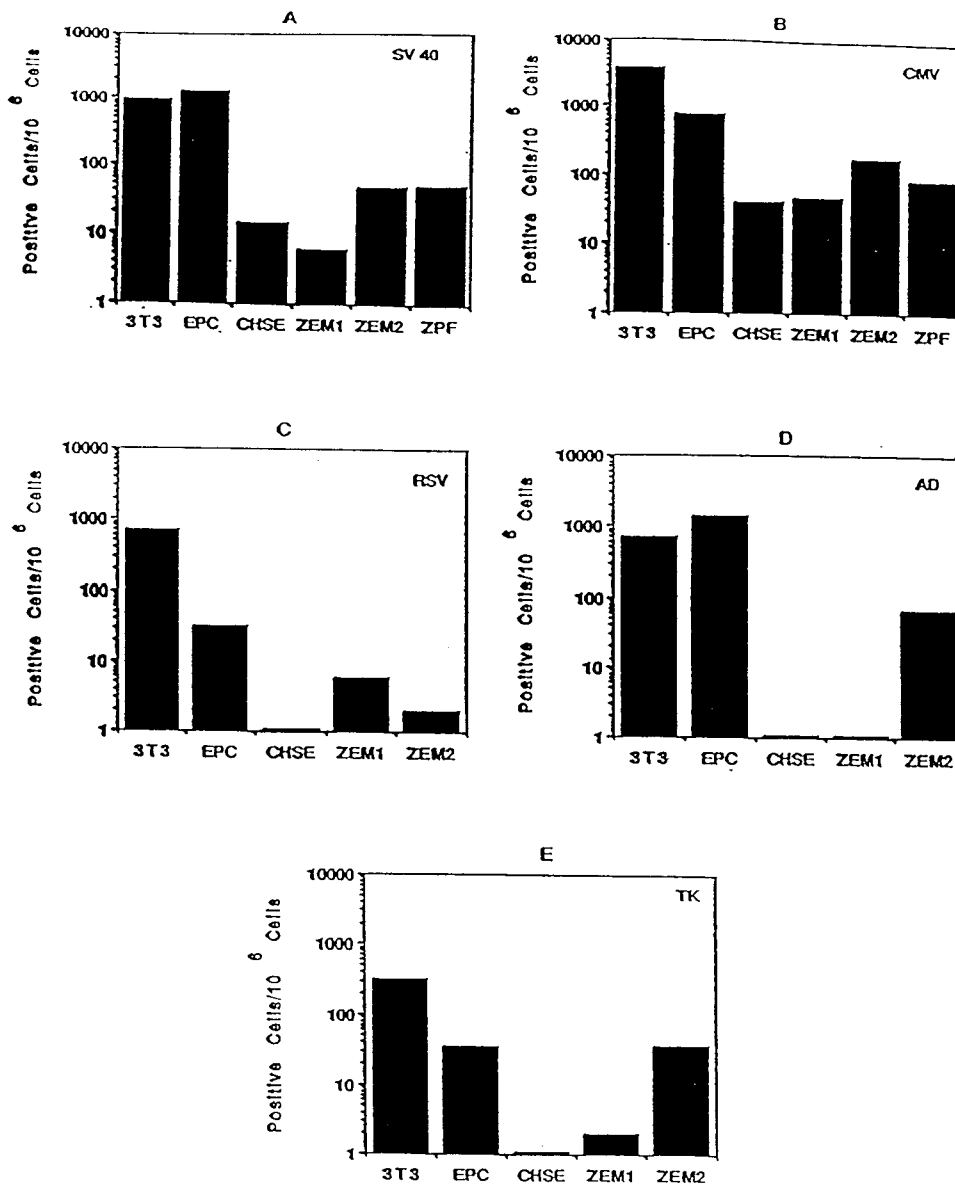 A
SV 40
Positive Cells/10 6 Cells
10000
1000
100
10
1
3T3 EPC CHSE ZEM1 ZEM2 ZPF
B
CMV
Positive Cells/10 6 Cells
10000
1000
100
10
1
3T3 EPC CHSE ZEM1 ZEM2 ZPF
C
RSV
Positive Cells/10 6 Cells
10000
1000
100
10
1
3T3 EPC CHSE ZEM1 ZEM2
D
AD
Positive Cells/10 6 Cells
10000
1000
100
10
1
3T3 EPC CHSE ZEM1 ZEM2
E
TK
Positive Cells/10 6 Cells
10000
1000
100
10
1
3T3 EPC CHSE ZEM1 ZEM2